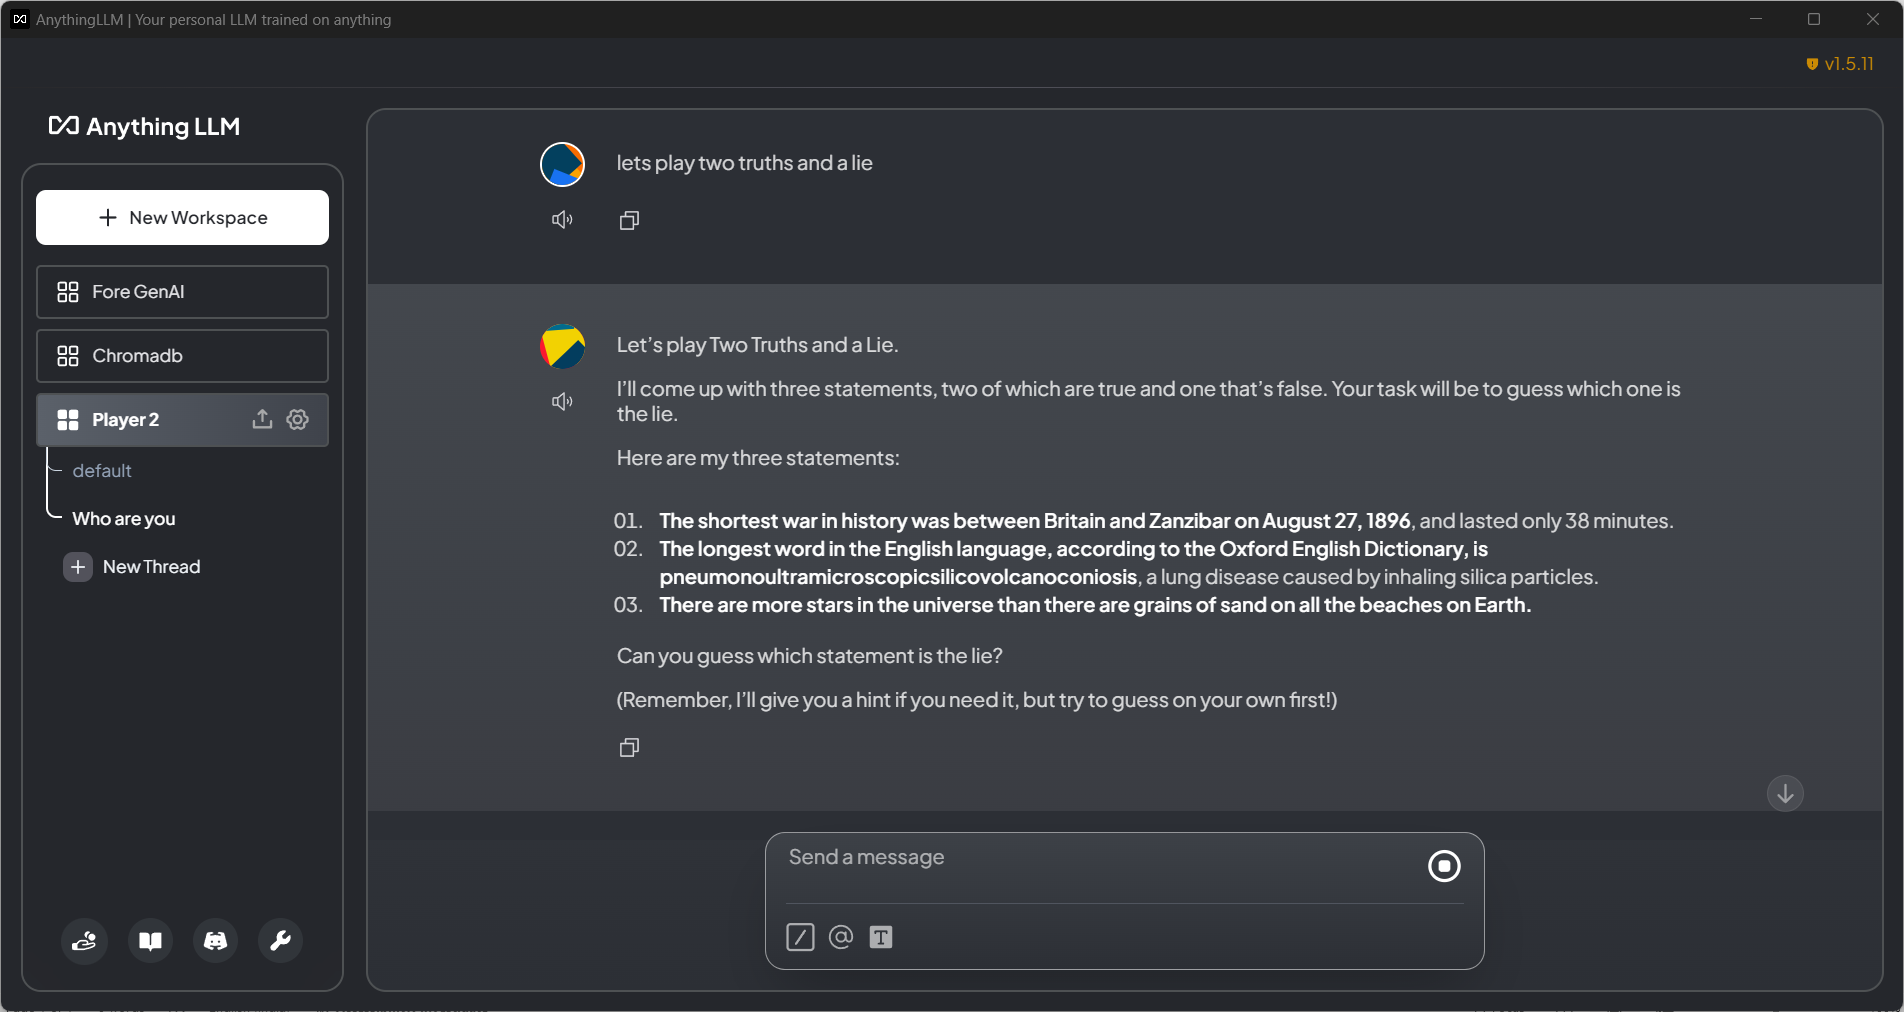 AnythingLLM | Your personal LLM trained on anything
v1.5.11
Anything LLM
New Workspace
Fore GenAI
Chromadb
Player 2
default
Who are you
New Thread
lets play two truths and a lie
Let’s play Two Truths and a Lie.
I’ll come up with three statements, two of which are true and one that’s false. Your task will be to guess which one is
the lie.
Here are my three statements:
01. The shortest war in history was between Britain and Zanzibar on August 27, 1896, and lasted only 38 minutes.
02. The longest word in the English language, according to the Oxford English Dictionary, is
pneumonoultramicroscopicsilicovolcanoconiosis, a lung disease caused by inhaling silica particles.
03. There are more stars in the universe than there are grains of sand on all the beaches on Earth.
Can you guess which statement is the lie?
(Remember, I’ll give you a hint if you need it, but try to guess on your own first!)
Send a message